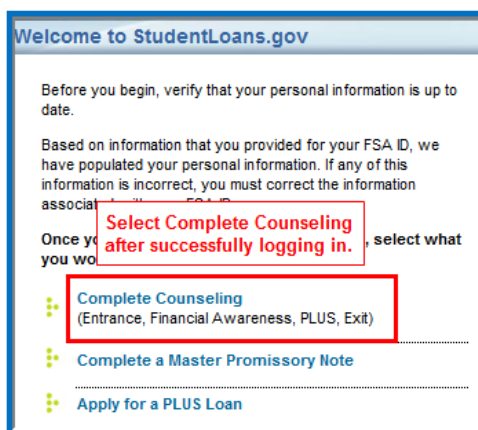 Welcome to StudentLoans.gov
Before you begin, verify that your personal information is up to
date.
Based on information that you provided for your FSA ID, we
have populated your personal information. If any of this
information is incorrect, you must correct the information
Select Complete Counseling
after successfully logging in.
Once , select what
you
Complete Counseling
(Entrance, Financial Awareness, PLUS, Exit)
Complete a Master Promissory Note
Apply for a PLUS Loan